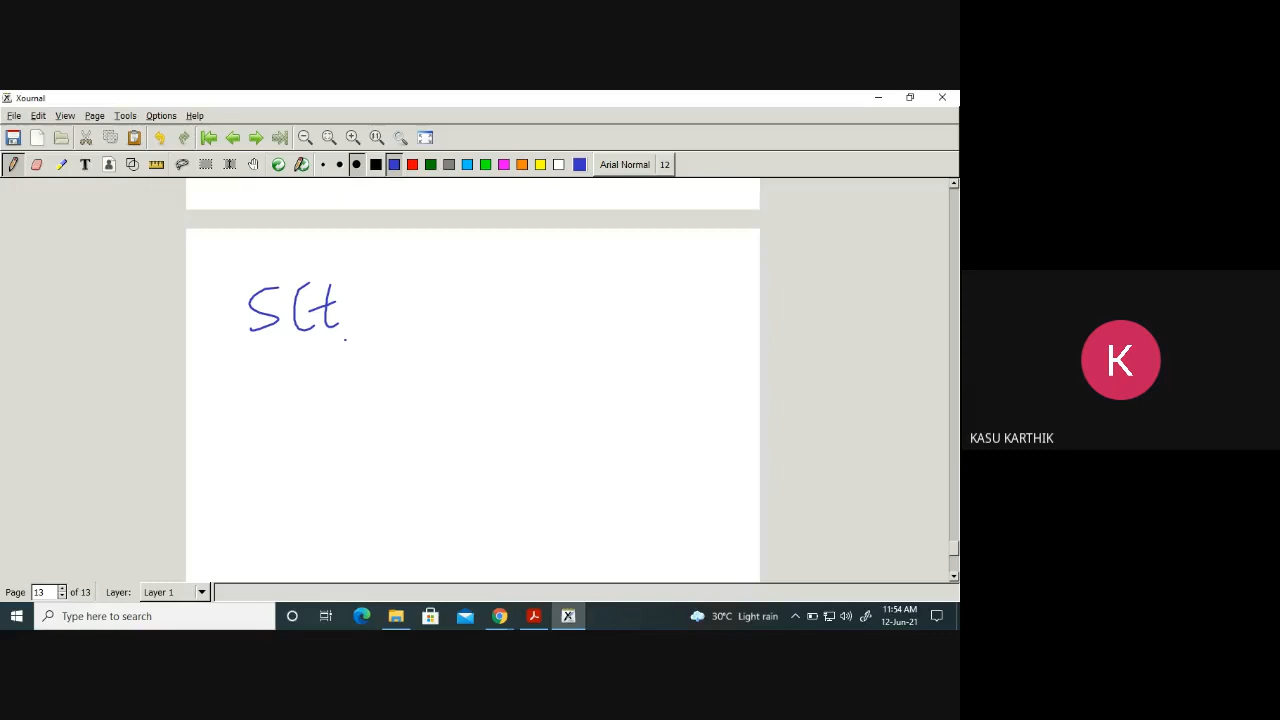 Xournal
File Edit View Page Tools Options Help
T Arial Normal 12
S(t
K
KASU KARTHIK
Page 13 of 13 Layer: Layer 1
Type here to search 30°C Light rain 11:54 AM
12-Jun-21